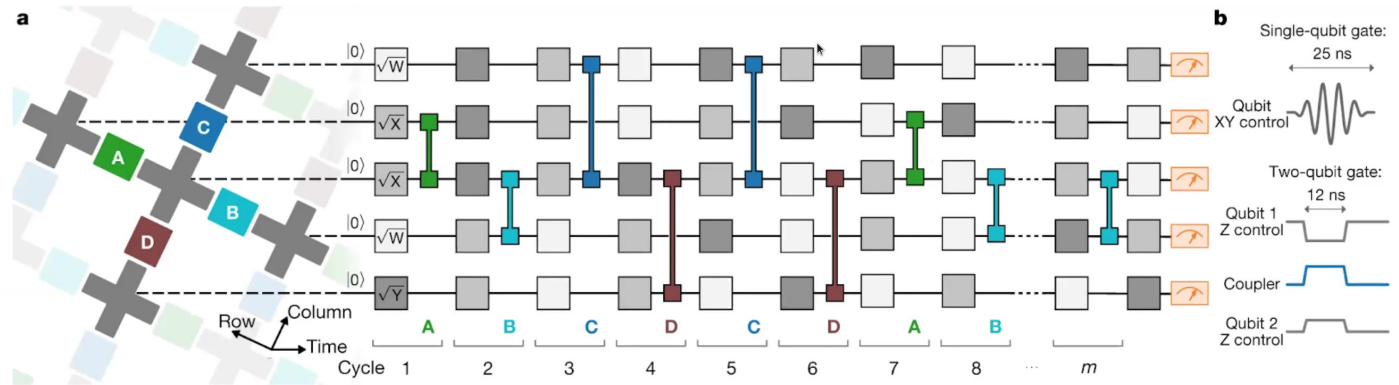 a
b
|0⟩
|0⟩
|0⟩
|0⟩
|0⟩
√W
√X
√X
√W
√Y
C
A
B
D
Row
Column
Time
A B C D C D A B
Cycle 1 2 3 4 5 6 7 8 ... m
Single-qubit gate:
25 ns
Qubit
XY control
Two-qubit gate:
12 ns
Qubit 1
Z control
Coupler
Qubit 2
Z control